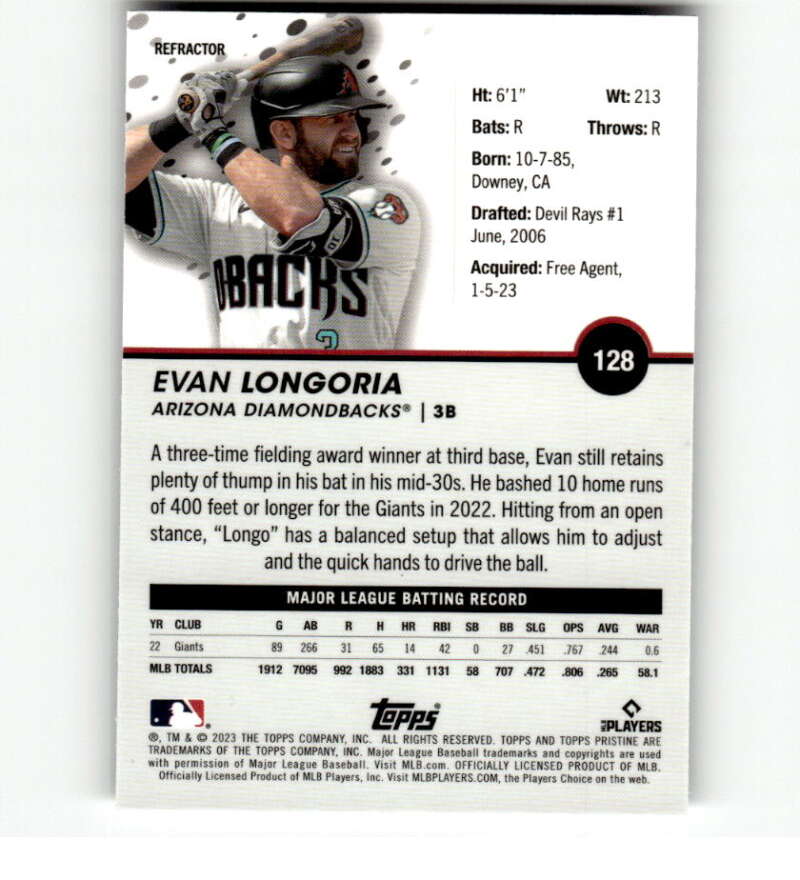 REFRACTOR
Ht: 6'1" Wt: 213
Bats: R Throws: R
Born: 10-7-85,
Downey, CA
Drafted: Devil Rays #1
June, 2006
Acquired: Free Agent,
1-5-23
DBACKS
3
128
EVAN LONGORIA
ARIZONA DIAMONDBACKS® | 3B
A three-time fielding award winner at third base, Evan still retains
plenty of thump in his bat in his mid-30s. He bashed 10 home runs
of 400 feet or longer for the Giants in 2022. Hitting from an open
stance, “Longo” has a balanced setup that allows him to adjust
and the quick hands to drive the ball.
MAJOR LEAGUE BATTING RECORD
YR CLUB G AB R H HR RBI SB BB SLG OPS AVG WAR
22 Giants 89 266 31 65 14 42 0 27 .451 .767 .244 0.6
MLB TOTALS 1912 7095 992 1883 331 1131 58 707 .472 .806 .265 58.1
Topps
MLB PLAYERS
®, TM & © 2023 THE TOPPS COMPANY, INC. ALL RIGHTS RESERVED. TOPPS AND TOPPS PRISTINE ARE
TRADEMARKS OF THE TOPPS COMPANY, INC. Major League Baseball trademarks and copyrights are used
with permission of Major League Baseball. Visit MLB.com. OFFICIALLY LICENSED PRODUCT OF MLB.
Officially Licensed Product of MLB Players, Inc. Visit MLBPLAYERS.COM, the Players Choice on the web.